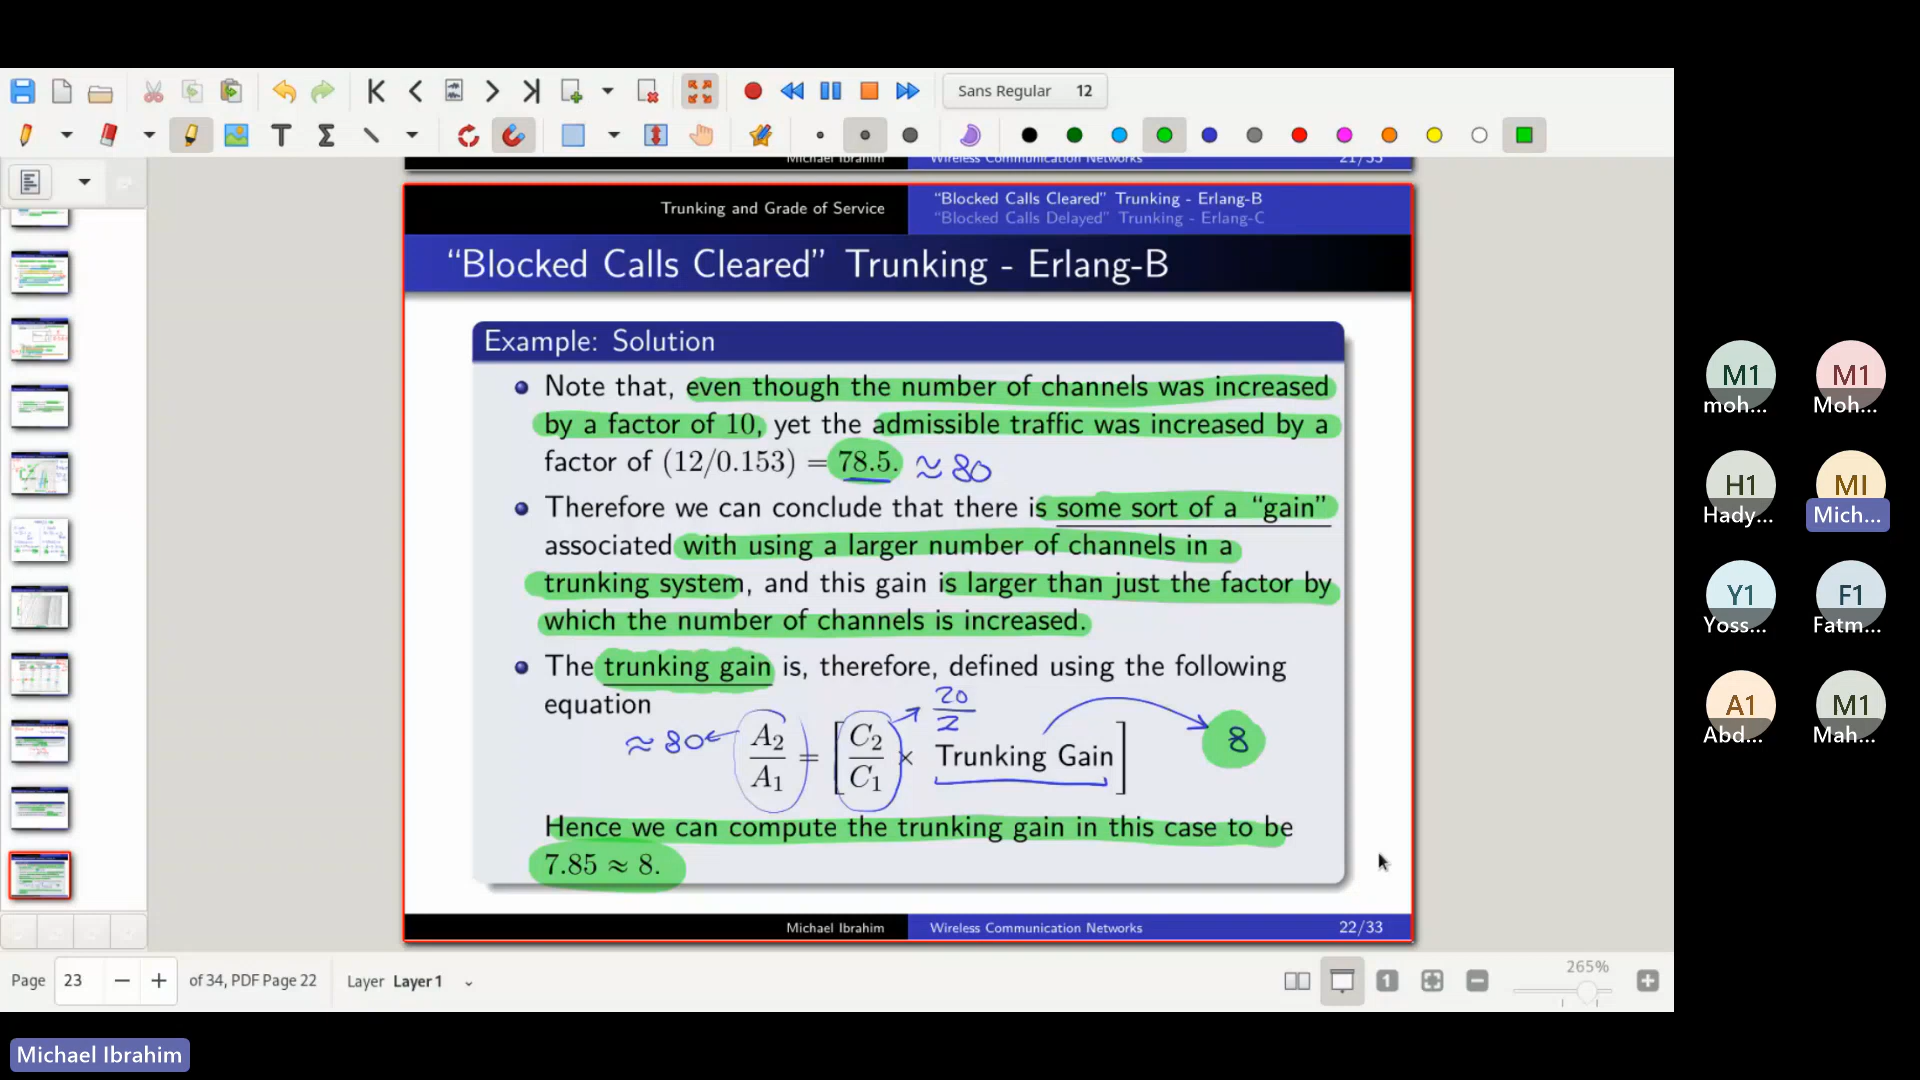 Sans Regular 12
Michael Ibrahim Wireless Communication Networks 21/33
Trunking and Grade of Service
“Blocked Calls Cleared” Trunking - Erlang-B
“Blocked Calls Delayed” Trunking - Erlang-C
“Blocked Calls Cleared” Trunking - Erlang-B
Example: Solution
Note that, even though the number of channels was increased
by a factor of 10, yet the admissible traffic was increased by a
factor of (12/0.153) = 78.5. ≈ 80
Therefore we can conclude that there is some sort of a “gain”
associated with using a larger number of channels in a
trunking system, and this gain is larger than just the factor by
which the number of channels is increased.
The trunking gain is, therefore, defined using the following
equation
20/2
≈ 80 ← A2/A1 = [C2/C1 × Trunking Gain] 8
Hence we can compute the trunking gain in this case to be
7.85 ≈ 8.
Michael Ibrahim Wireless Communication Networks 22/33
Page 23 of 34, PDF Page 22 Layer Layer 1 1 265%
M1 moh...
M1 Moh...
H1 Hady...
MI Mich...
Y1 Yoss...
F1 Fatm...
A1 Abd...
M1 Mah...
Michael Ibrahim